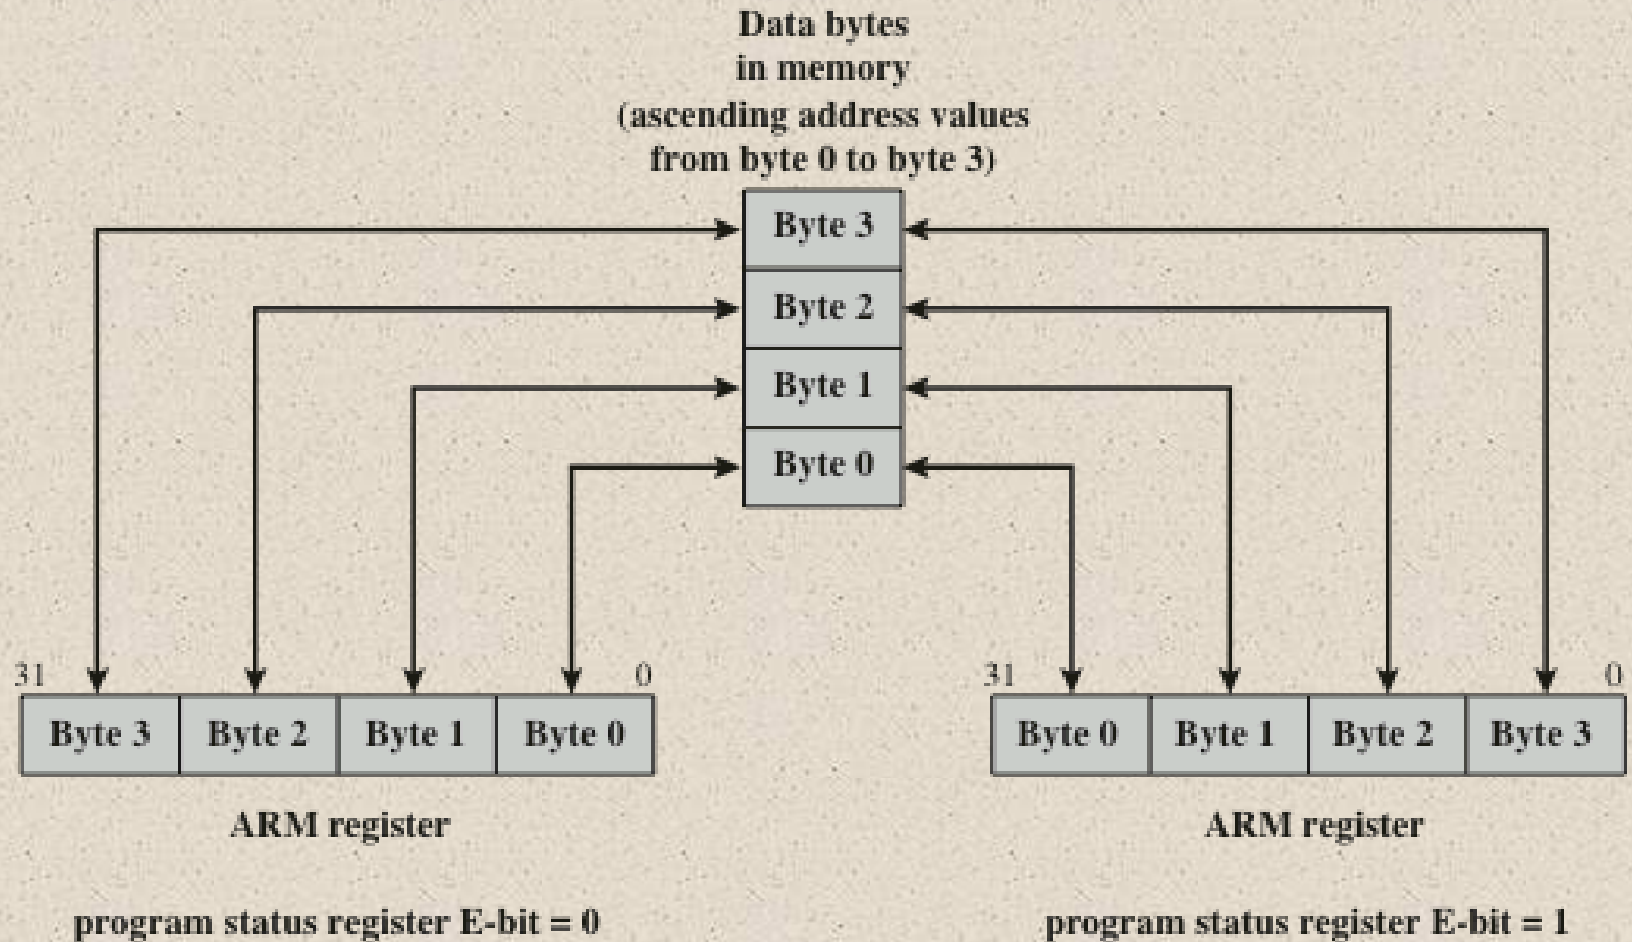 Data bytes
in memory
(ascending address values
from byte 0 to byte 3)
Byte 3
Byte 2
Byte 1
Byte 0
31 0
Byte 3 Byte 2 Byte 1 Byte 0
ARM register
program status register E-bit = 0
31 0
Byte 0 Byte 1 Byte 2 Byte 3
ARM register
program status register E-bit = 1